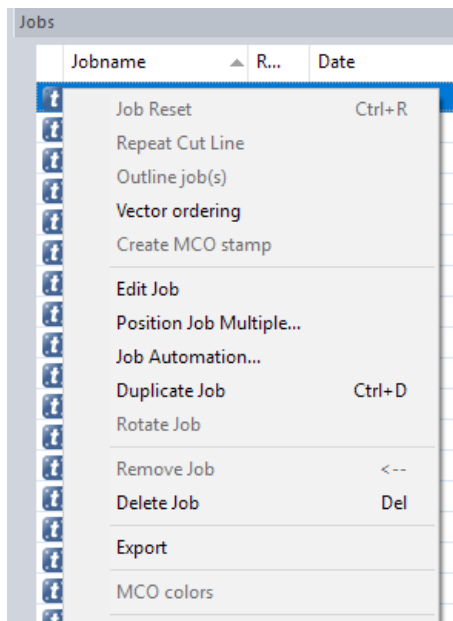 Jobs
Jobname R... Date
Job Reset Ctrl+R
Repeat Cut Line
Outline job(s)
Vector ordering
Create MCO stamp
Edit Job
Position Job Multiple...
Job Automation...
Duplicate Job Ctrl+D
Rotate Job
Remove Job <--
Delete Job Del
Export
MCO colors